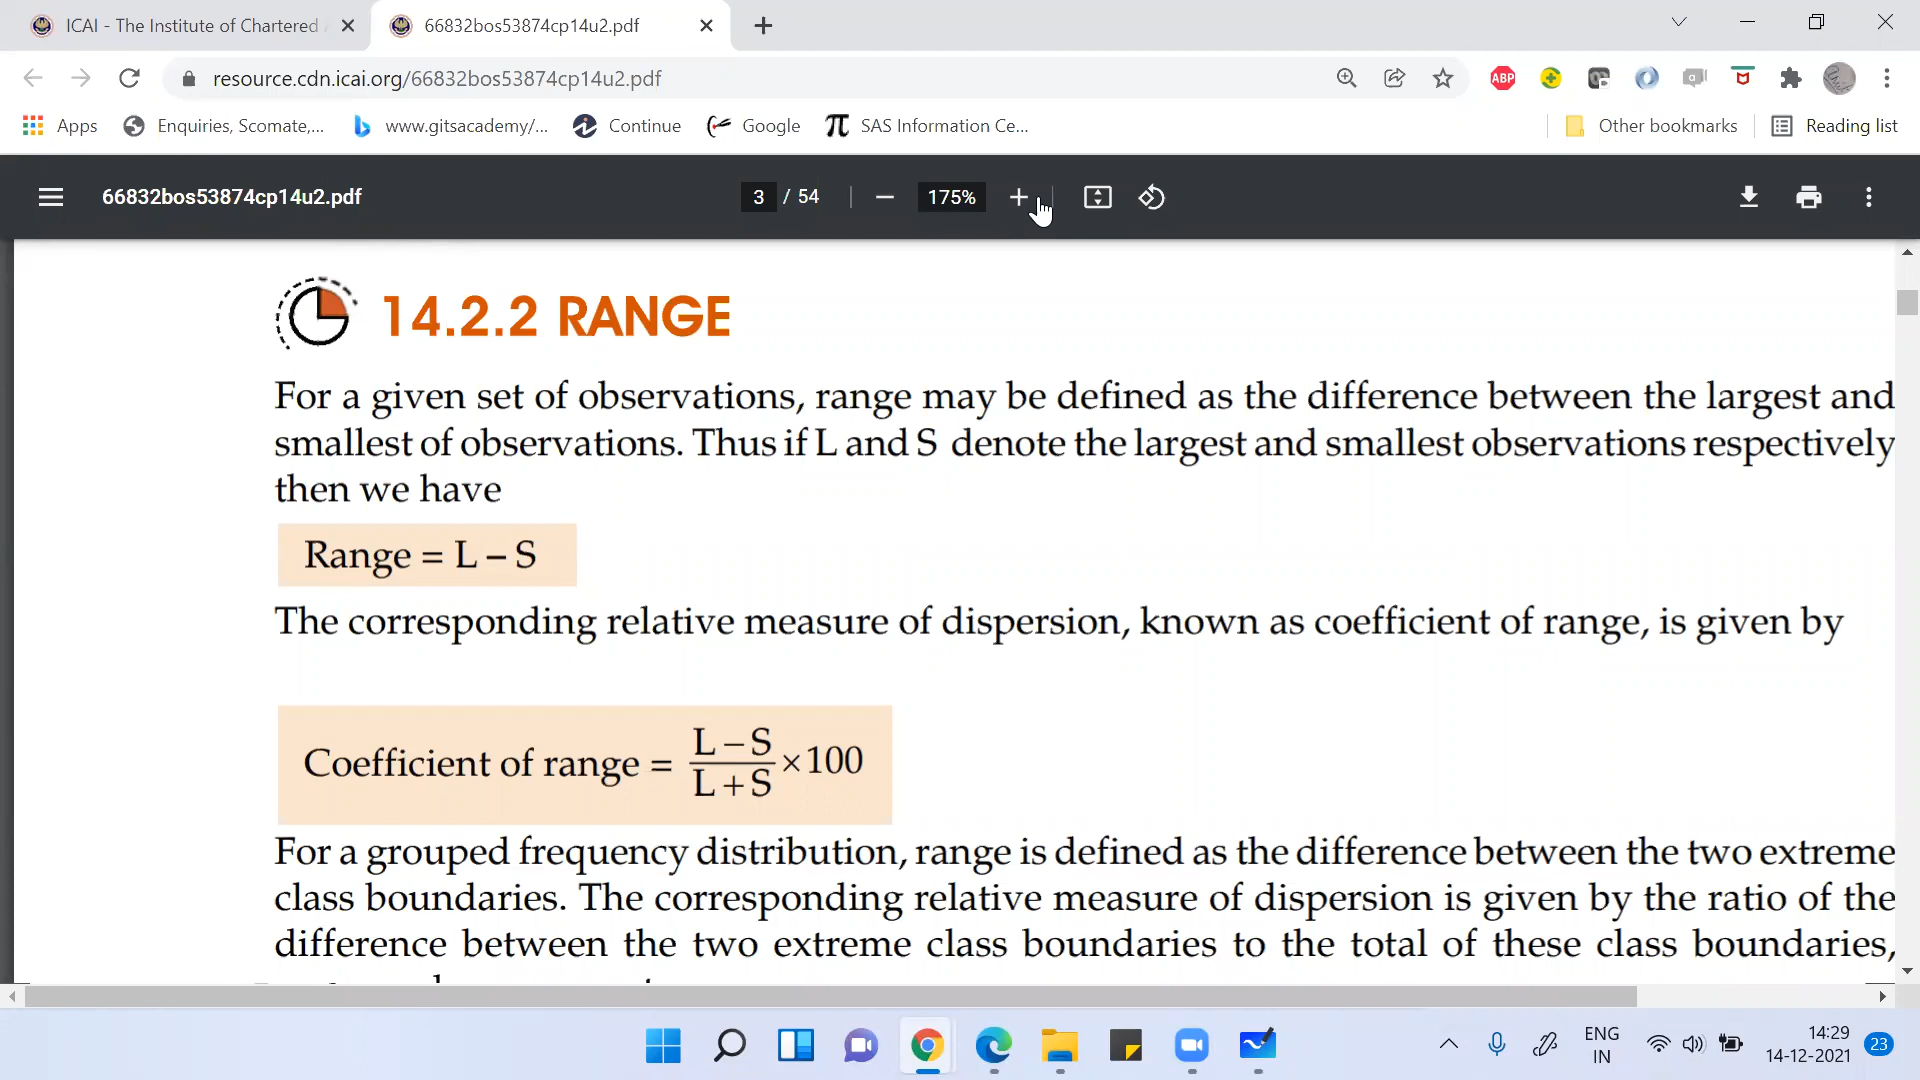 ICAI - The Institute of Chartered
66832bos53874cp14u2.pdf
resource.cdn.icai.org/66832bos53874cp14u2.pdf
ABP
Apps
Enquiries, Scomate,...
www.gitsacademy/...
Continue
Google
SAS Information Ce...
Other bookmarks
Reading list
66832bos53874cp14u2.pdf
3 / 54
175%
14.2.2 RANGE
For a given set of observations, range may be defined as the difference between the largest and
smallest of observations. Thus if L and S denote the largest and smallest observations respectively
then we have
Range = L – S
The corresponding relative measure of dispersion, known as coefficient of range, is given by
Coefficient of range = L – S / L + S × 100
For a grouped frequency distribution, range is defined as the difference between the two extreme
class boundaries. The corresponding relative measure of dispersion is given by the ratio of the
difference between the two extreme class boundaries to the total of these class boundaries,
ENG
IN
14:29
14-12-2021
23